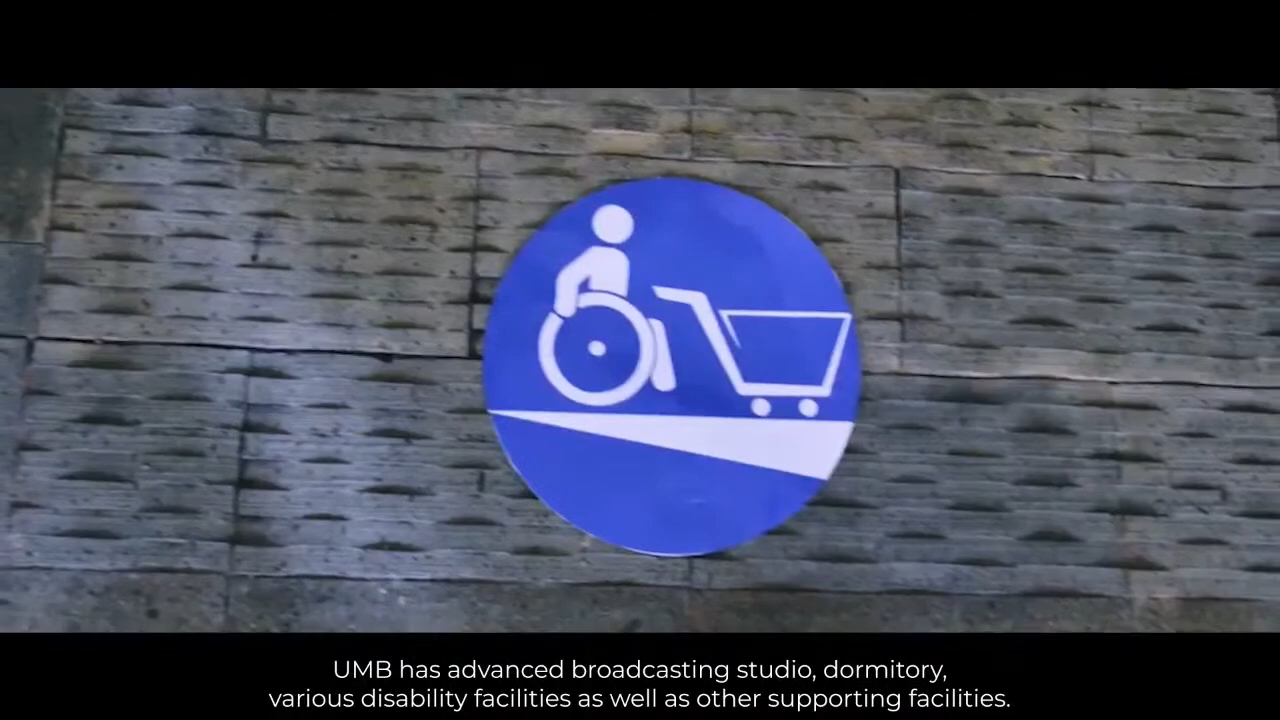 UMB has advanced broadcasting studio, dormitory,
various disability facilities as well as other supporting facilities.